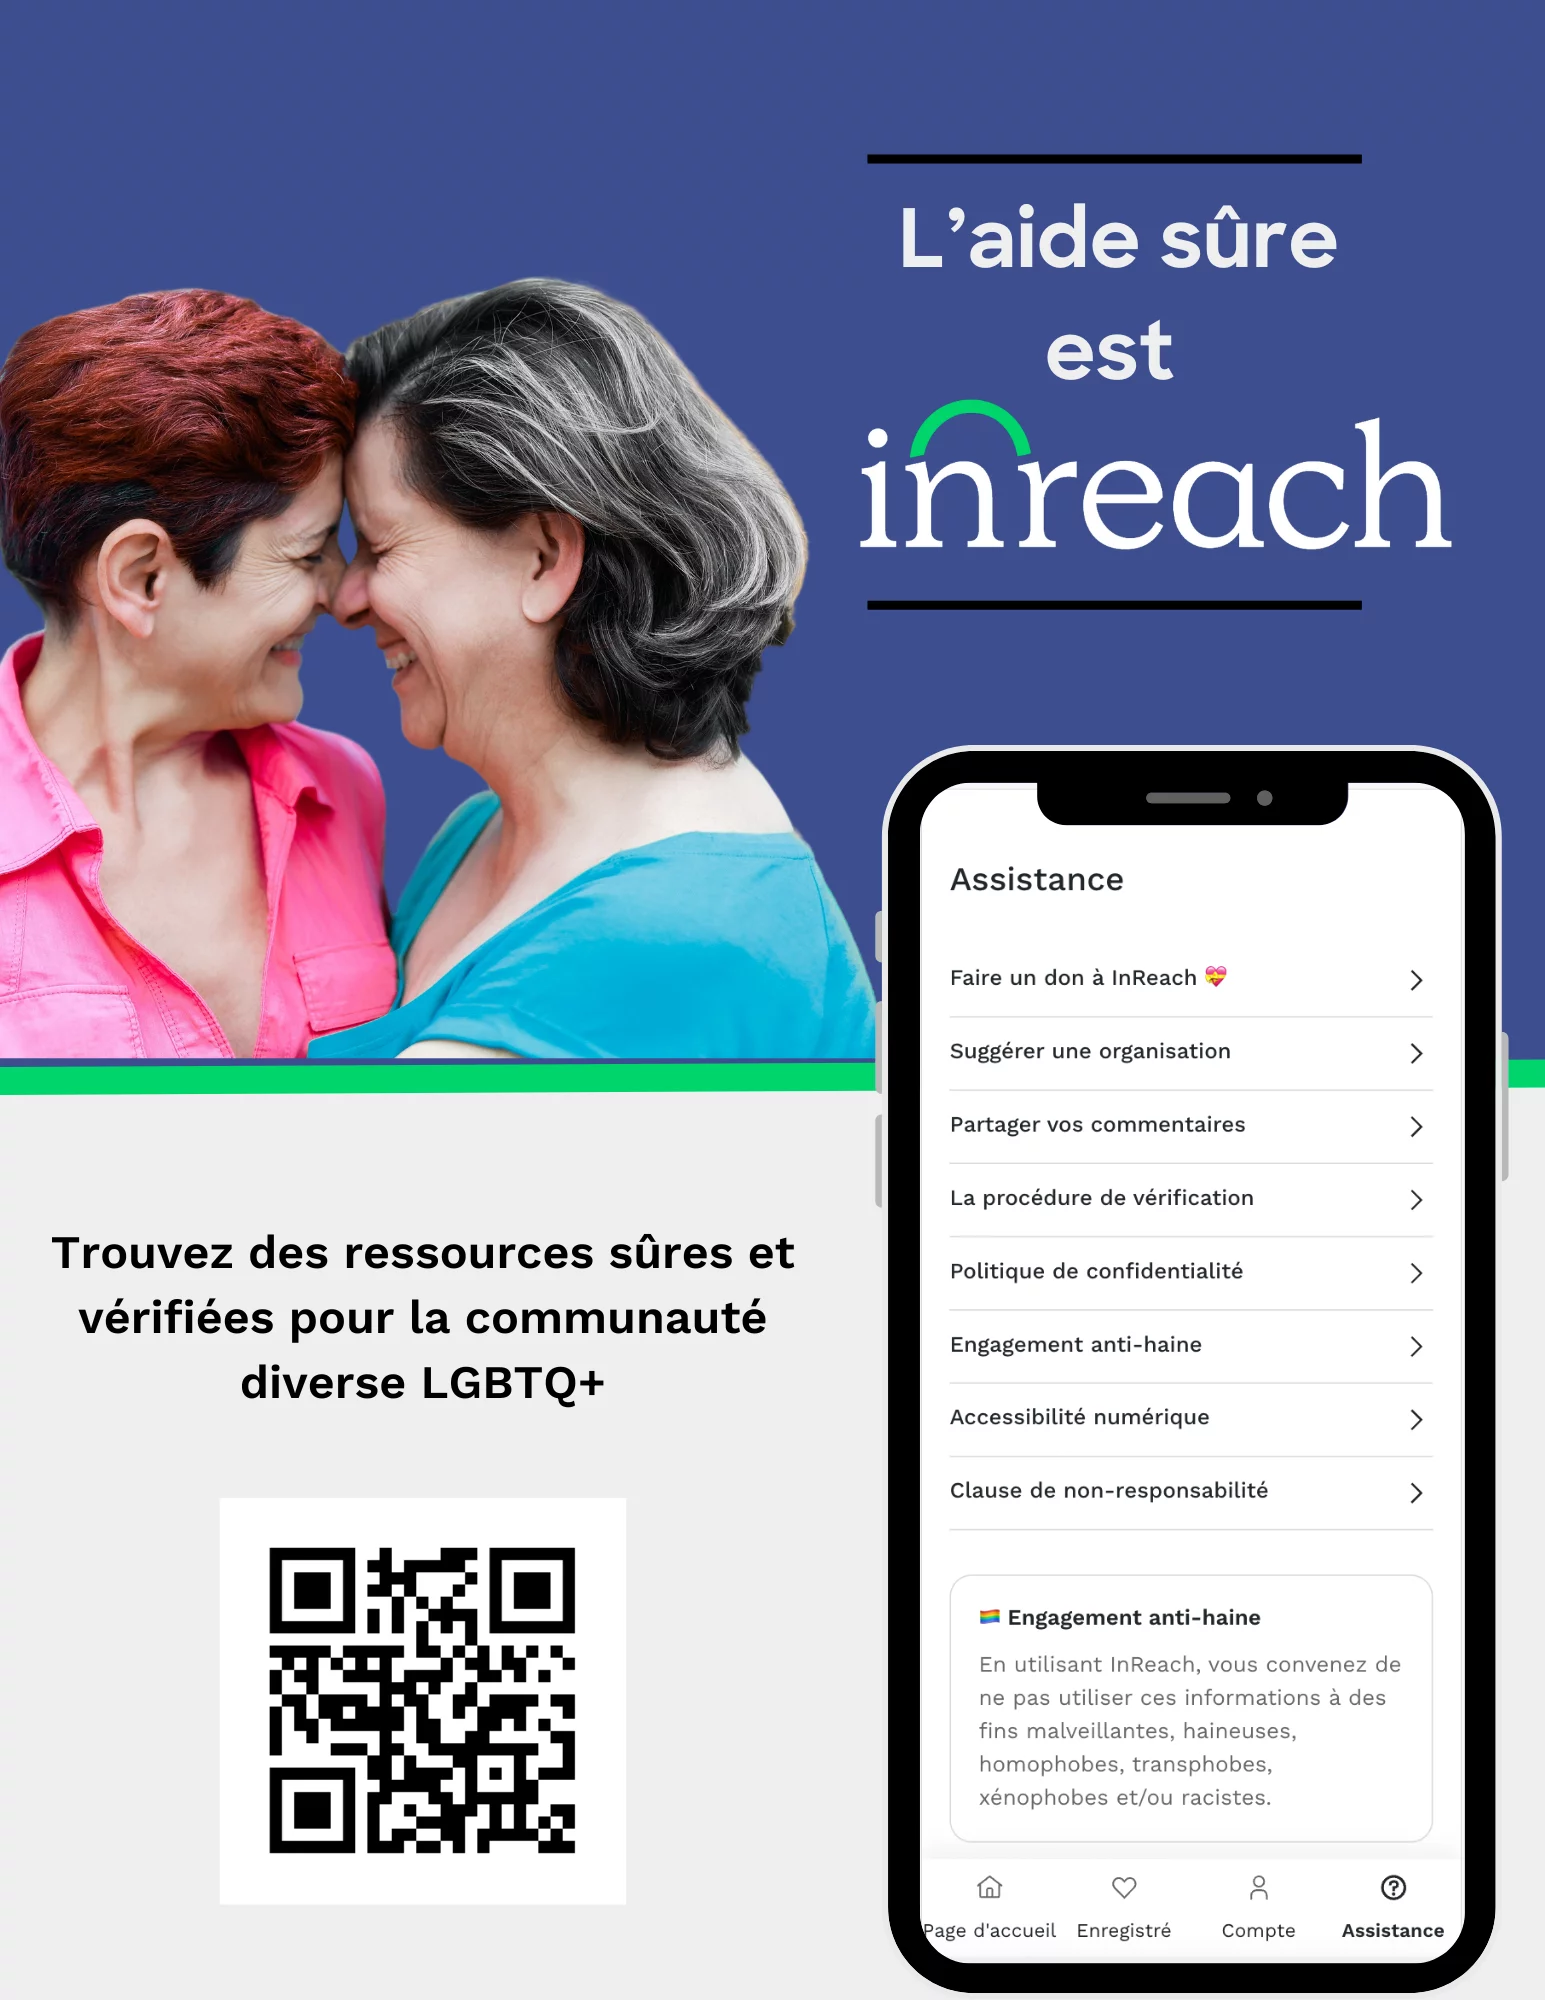 L’aide sûre
est
inreach
Assistance
Faire un don à InReach 💝
Suggérer une organisation
Partager vos commentaires
La procédure de vérification
Politique de confidentialité
Engagement anti-haine
Accessibilité numérique
Clause de non-responsabilité
🏳️‍🌈 Engagement anti-haine
En utilisant InReach, vous convenez de
ne pas utiliser ces informations à des
fins malveillantes, haineuses,
homophobes, transphobes,
xénophobes et/ou racistes.
Page d'accueil Enregistré Compte Assistance
Trouvez des ressources sûres et
vérifiées pour la communauté
diverse LGBTQ+